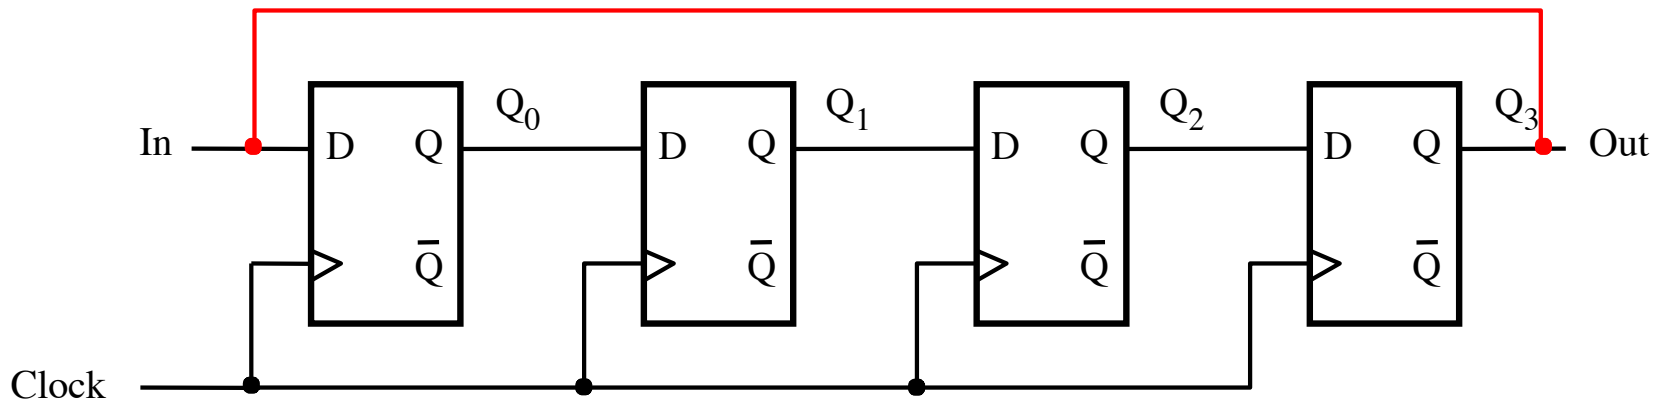 Q0 Q1 Q2 Q3
In D Q D Q D Q D Q Out
Q̅ Q̅ Q̅ Q̅
Clock